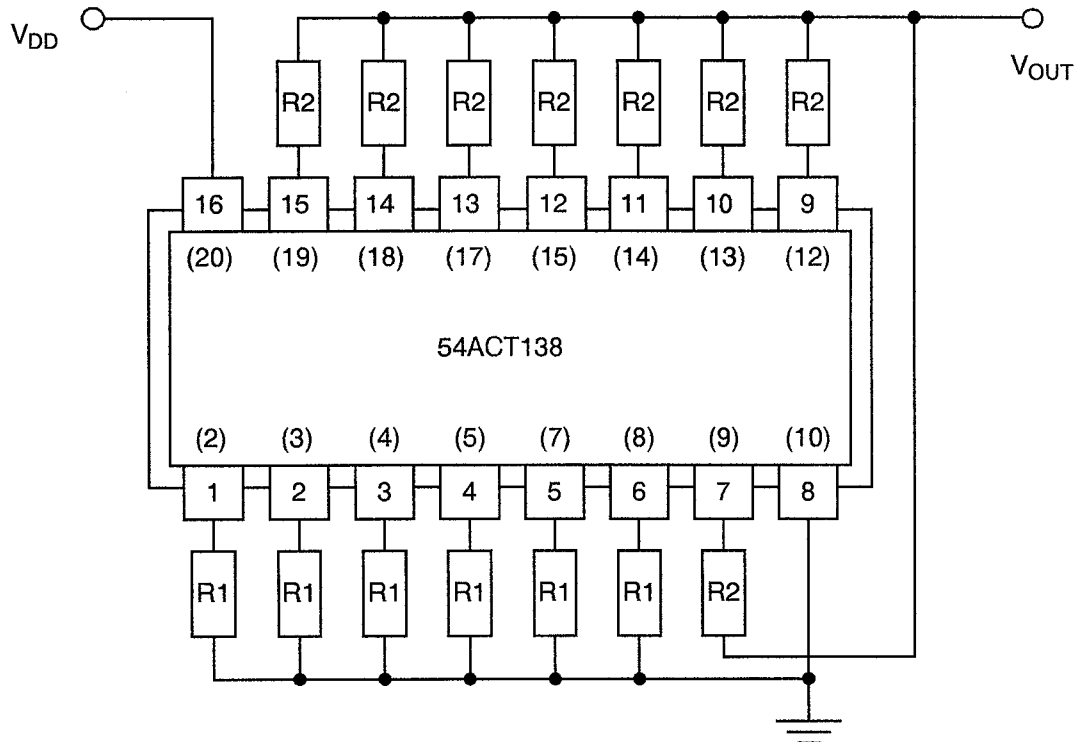 V_DD
V_OUT
R2 R2 R2 R2 R2 R2 R2
16 15 14 13 12 11 10 9
(20) (19) (18) (17) (15) (14) (13) (12)
54ACT138
(2) (3) (4) (5) (7) (8) (9) (10)
1 2 3 4 5 6 7 8
R1 R1 R1 R1 R1 R1 R2